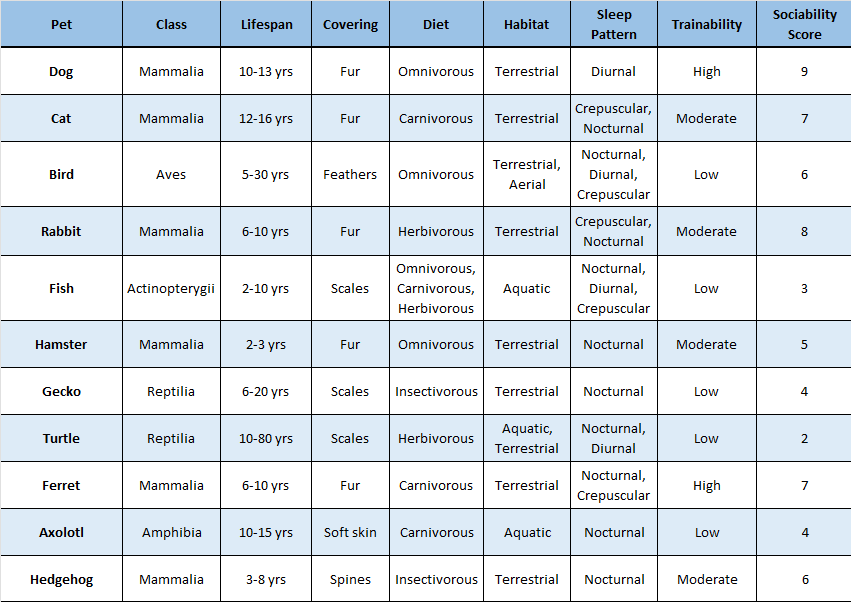 Pet Class Lifespan Covering Diet Habitat Sleep Pattern Trainability Sociability Score
Dog Mammalia 10-13 yrs Fur Omnivorous Terrestrial Diurnal High 9
Cat Mammalia 12-16 yrs Fur Carnivorous Terrestrial Crepuscular, Nocturnal Moderate 7
Bird Aves 5-30 yrs Feathers Omnivorous Terrestrial, Aerial Nocturnal, Diurnal, Crepuscular Low 6
Rabbit Mammalia 6-10 yrs Fur Herbivorous Terrestrial Crepuscular, Nocturnal Moderate 8
Fish Actinopterygii 2-10 yrs Scales Omnivorous, Carnivorous, Herbivorous Aquatic Nocturnal, Diurnal, Crepuscular Low 3
Hamster Mammalia 2-3 yrs Fur Omnivorous Terrestrial Nocturnal Moderate 5
Gecko Reptilia 6-20 yrs Scales Insectivorous Terrestrial Nocturnal Low 4
Turtle Reptilia 10-80 yrs Scales Herbivorous Aquatic, Terrestrial Nocturnal, Diurnal Low 2
Ferret Mammalia 6-10 yrs Fur Carnivorous Terrestrial Nocturnal, Crepuscular High 7
Axolotl Amphibia 10-15 yrs Soft skin Carnivorous Aquatic Nocturnal Low 4
Hedgehog Mammalia 3-8 yrs Spines Insectivorous Terrestrial Nocturnal Moderate 6